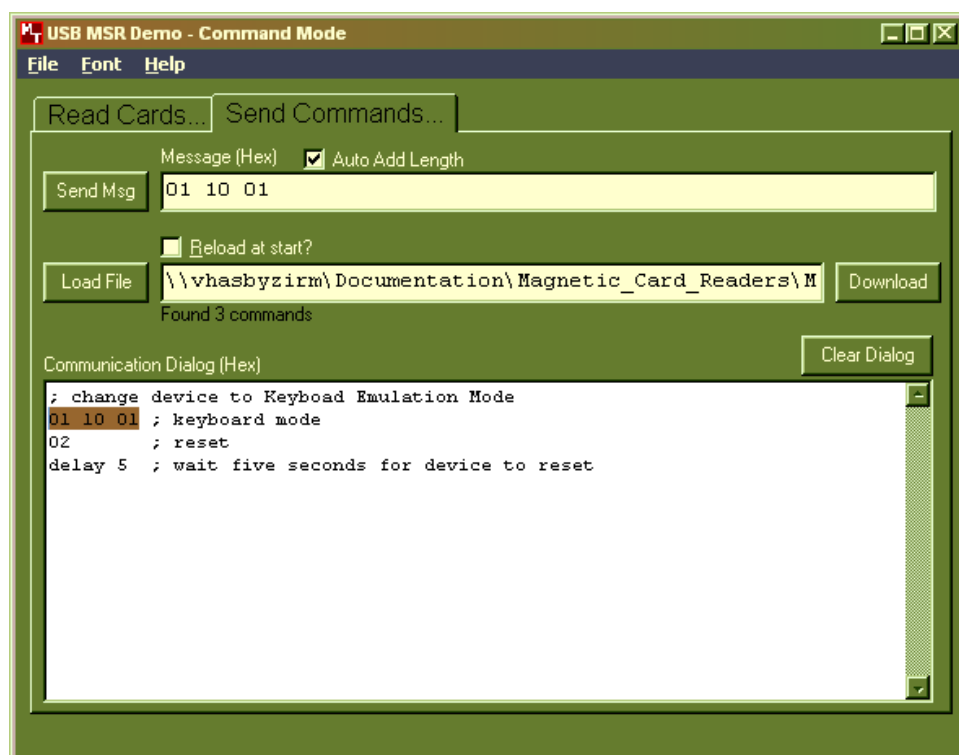 MT USB MSR Demo - Command Mode
File Font Help
Read Cards... Send Commands...
Message (Hex) Auto Add Length
Send Msg 01 10 01
Reload at start?
Load File \\vhasbyzirm\Documentation\Magnetic_Card_Readers\M Download
Found 3 commands
Clear Dialog
Communication Dialog (Hex)
; change device to Keyboad Emulation Mode
01 10 01 ; keyboard mode
02 ; reset
delay 5 ; wait five seconds for device to reset